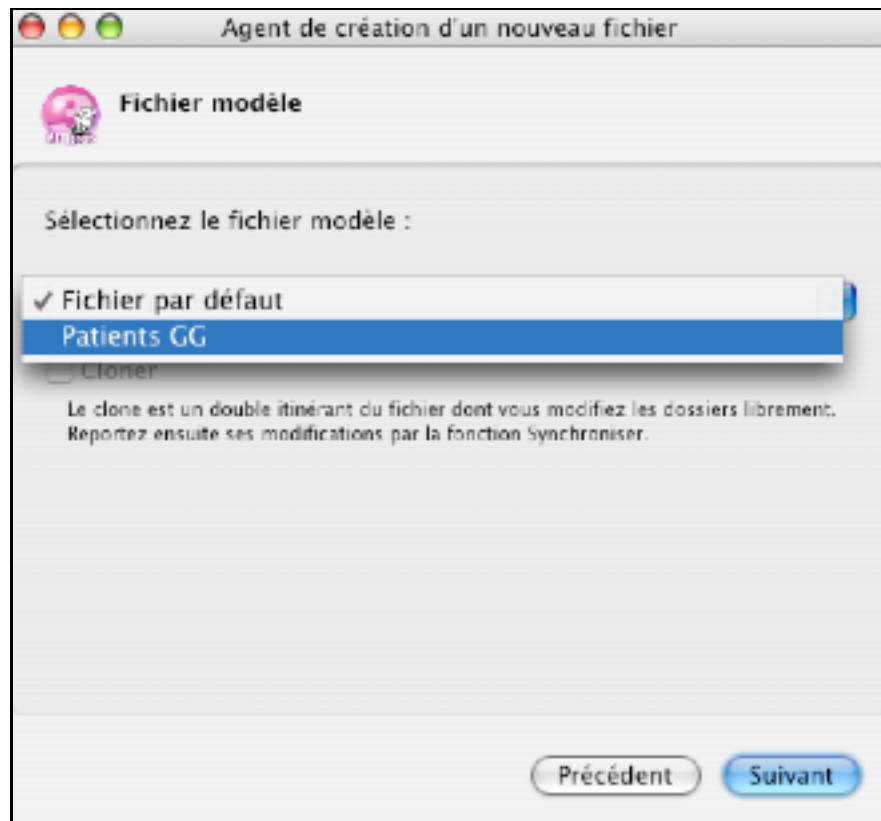 Agent de création d'un nouveau fichier
Fichier modèle
Sélectionnez le fichier modèle :
✓ Fichier par défaut
Patients GG
Cloner
Le clone est un double itinérant du fichier dont vous modifiez les dossiers librement.
Reportez ensuite ses modifications par la fonction Synchroniser.
Précédent
Suivant